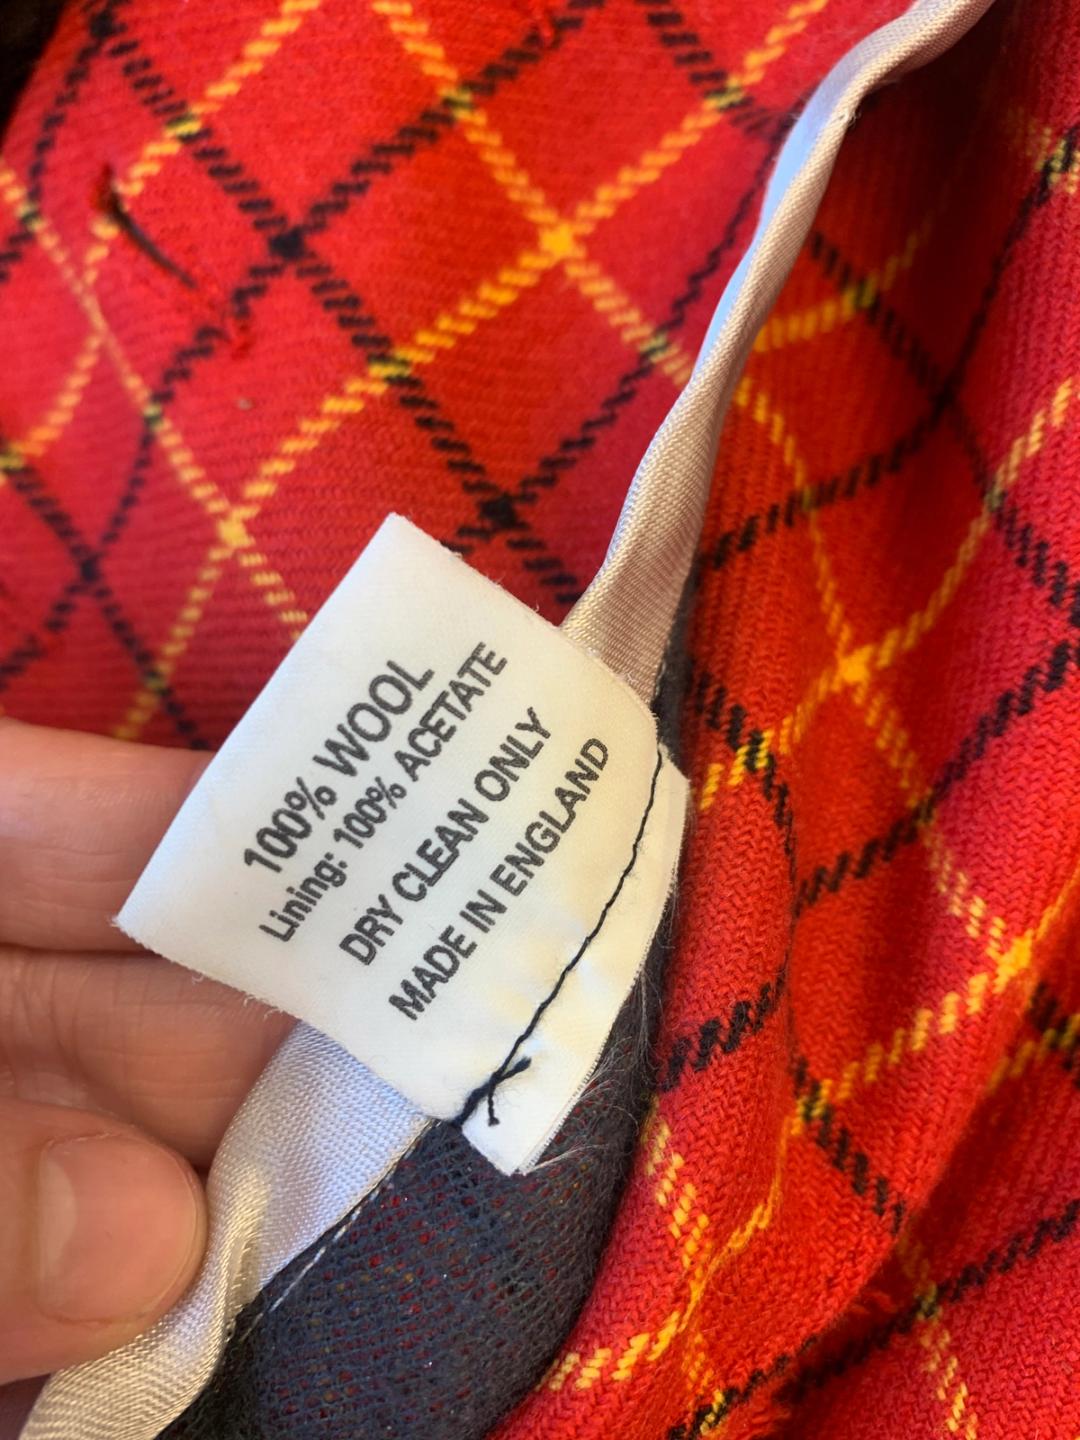 100% WOOL
Lining: 100% ACETATE
DRY CLEAN ONLY
MADE IN ENGLAND